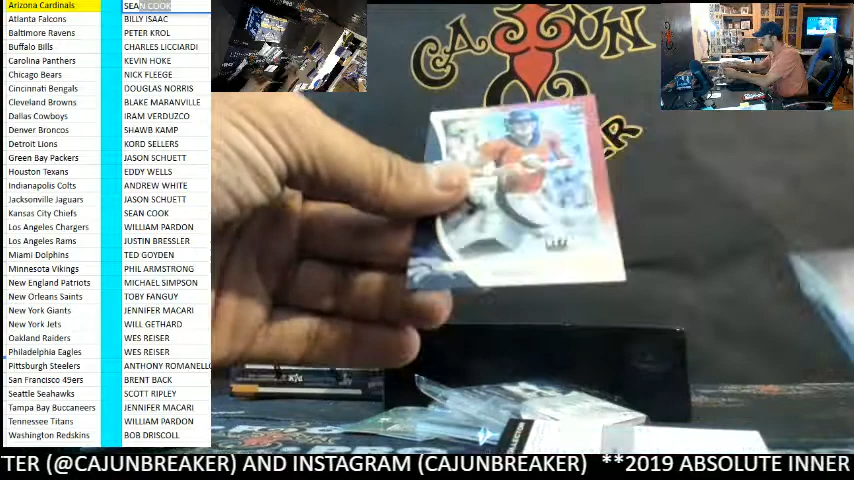 Arizona Cardinals SEAN COOK
Atlanta Falcons BILLY ISAAC
Baltimore Ravens PETER KROL
Buffalo Bills CHARLES LICCIARDI
Carolina Panthers KEVIN HOKE
Chicago Bears NICK FLEEGE
Cincinnati Bengals DOUGLAS NORRIS
Cleveland Browns BLAKE MARANVILLE
Dallas Cowboys IRAM VERDUZCO
Denver Broncos SHAWB KAMP
Detroit Lions KORD SELLERS
Green Bay Packers JASON SCHUETT
Houston Texans EDDY WELLS
Indianapolis Colts ANDREW WHITE
Jacksonville Jaguars JASON SCHUETT
Kansas City Chiefs SEAN COOK
Los Angeles Chargers WILLIAM PARDON
Los Angeles Rams JUSTIN BRESSLER
Miami Dolphins TED GOYDEN
Minnesota Vikings PHIL ARMSTRONG
New England Patriots MICHAEL SIMPSON
New Orleans Saints TOBY FANGUY
New York Giants JENNIFER MACARI
New York Jets WILL GETHARD
Oakland Raiders WES REISER
Philadelphia Eagles WES REISER
Pittsburgh Steelers ANTHONY ROMANELLO
San Francisco 49ers BRENT BACK
Seattle Seahawks SCOTT RIPLEY
Tampa Bay Buccaneers JENNIFER MACARI
Tennessee Titans WILLIAM PARDON
Washington Redskins BOB DRISCOLL
CAJUN
TER (@CAJUNBREAKER) AND INSTAGRAM (CAJUNBREAKER) **2019 ABSOLUTE INNER